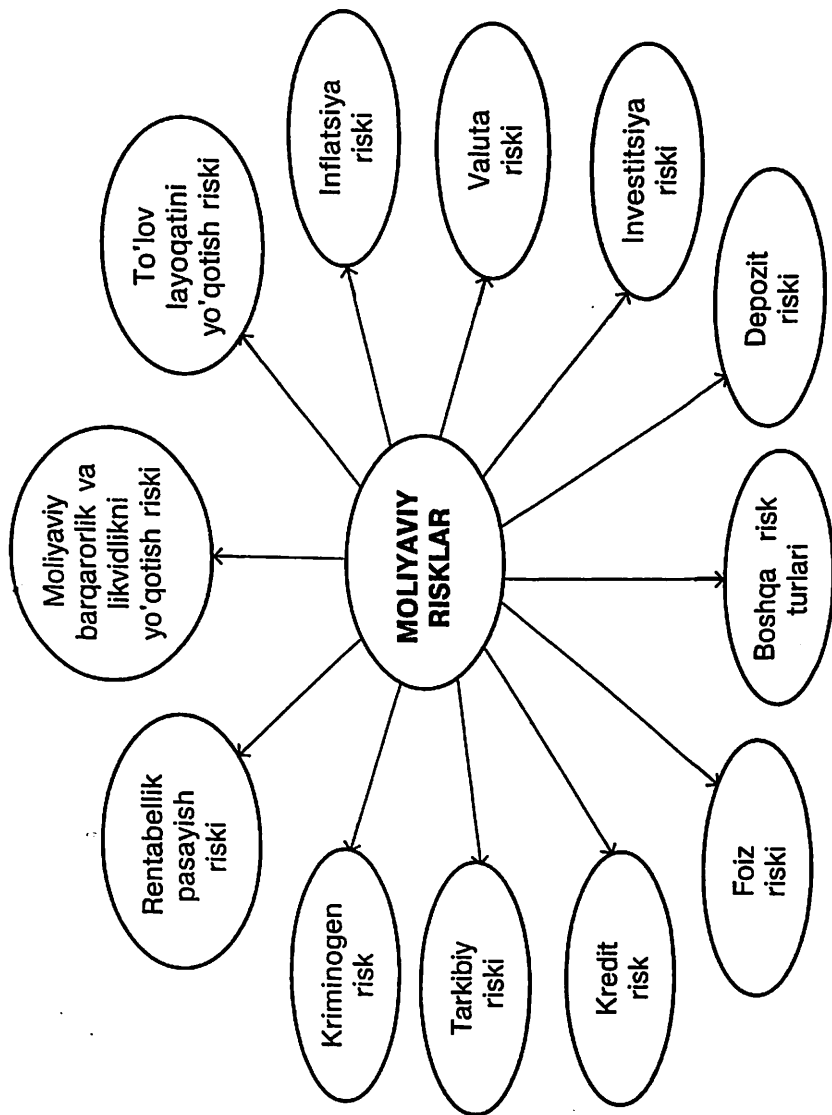 Moliyaviy
barqarorlik va
likvidlikni
yo'qotish riski
To'lov
layoqatini
yo'qotish riski
Inflatsiya
riski
Valuta
riski
Investitsiya
riski
Depozit
riski
Boshqa risk
turlari
Foiz
riski
Kredit
risk
Tarkibiy
riski
Kriminogen
risk
Rentabellik
pasayish
riski
MOLIYAVIY
RISKLAR